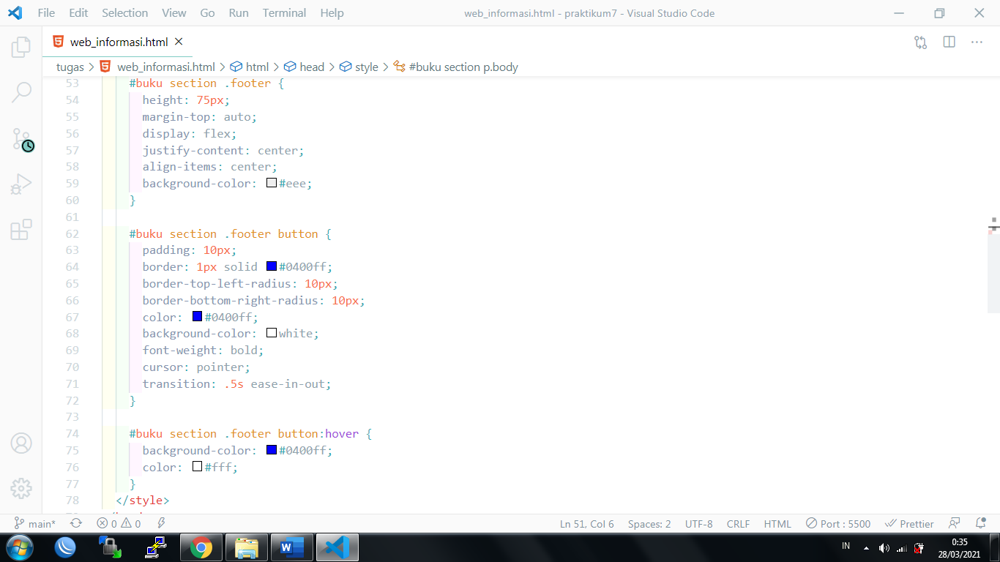 File Edit Selection View Go Run Terminal Help web_informasi.html - praktikum7 - Visual Studio Code
web_informasi.html
tugas > web_informasi.html > html > head > style > #buku section p.body
53 #buku section .footer {
54 height: 75px;
55 margin-top: auto;
56 display: flex;
57 justify-content: center;
58 align-items: center;
59 background-color: #eee;
60 }
61
62 #buku section .footer button {
63 padding: 10px;
64 border: 1px solid #0400ff;
65 border-top-left-radius: 10px;
66 border-bottom-right-radius: 10px;
67 color: #0400ff;
68 background-color: white;
69 font-weight: bold;
70 cursor: pointer;
71 transition: .5s ease-in-out;
72 }
73
74 #buku section .footer button:hover {
75 background-color: #0400ff;
76 color: #fff;
77 }
78 </style>
main* 0 0 Ln 51, Col 6 Spaces: 2 UTF-8 CRLF HTML Port : 5500 Prettier
IN 0:35
28/03/2021